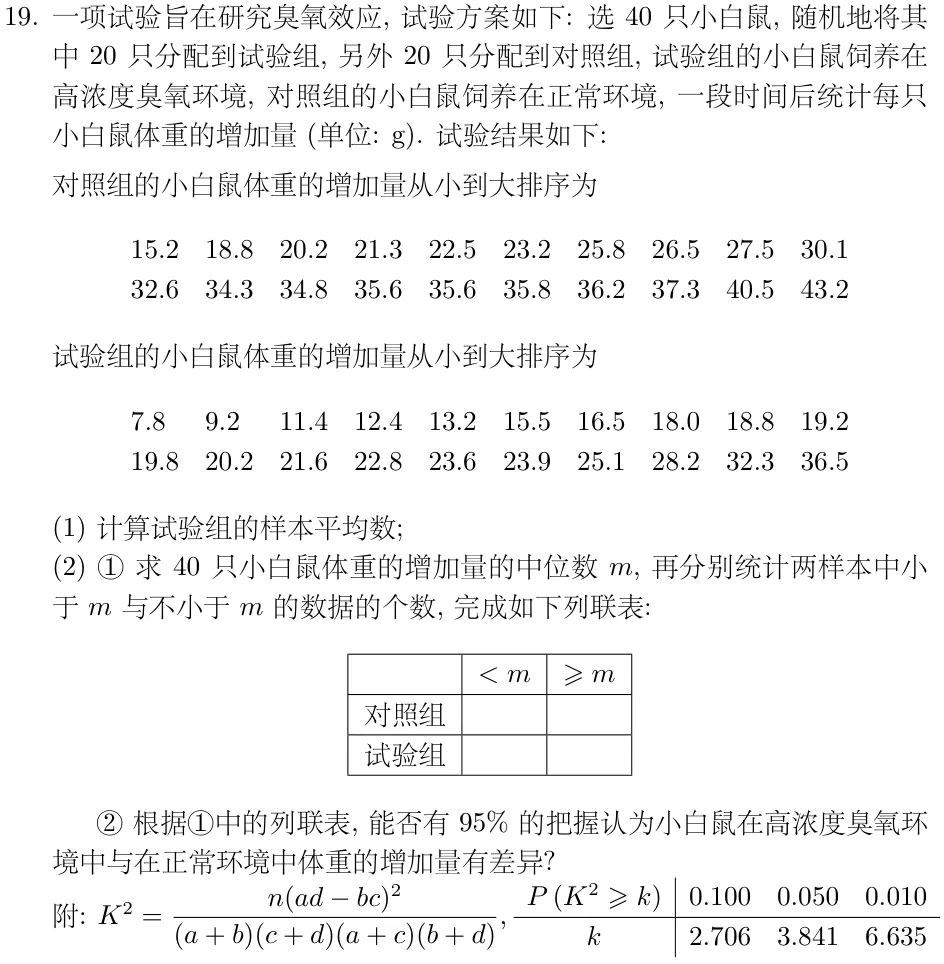 19. 一项试验旨在研究臭氧效应, 试验方案如下: 选 40 只小白鼠, 随机地将其
中 20 只分配到试验组, 另外 20 只分配到对照组, 试验组的小白鼠饲养在
高浓度臭氧环境, 对照组的小白鼠饲养在正常环境, 一段时间后统计每只
小白鼠体重的增加量 (单位: g). 试验结果如下:
对照组的小白鼠体重的增加量从小到大排序为
15.2 18.8 20.2 21.3 22.5 23.2 25.8 26.5 27.5 30.1
32.6 34.3 34.8 35.6 35.6 35.8 36.2 37.3 40.5 43.2
试验组的小白鼠体重的增加量从小到大排序为
7.8 9.2 11.4 12.4 13.2 15.5 16.5 18.0 18.8 19.2
19.8 20.2 21.6 22.8 23.6 23.9 25.1 28.2 32.3 36.5
(1) 计算试验组的样本平均数;
(2) ① 求 40 只小白鼠体重的增加量的中位数 m, 再分别统计两样本中小
于 m 与不小于 m 的数据的个数, 完成如下列联表:
< m ⩾ m
对照组
试验组
② 根据①中的列联表, 能否有 95% 的把握认为小白鼠在高浓度臭氧环
境中与在正常环境中体重的增加量有差异?
附: K² = n(ad − bc)² / (a + b)(c + d)(a + c)(b + d), P (K² ⩾ k) 0.100 0.050 0.010
k 2.706 3.841 6.635